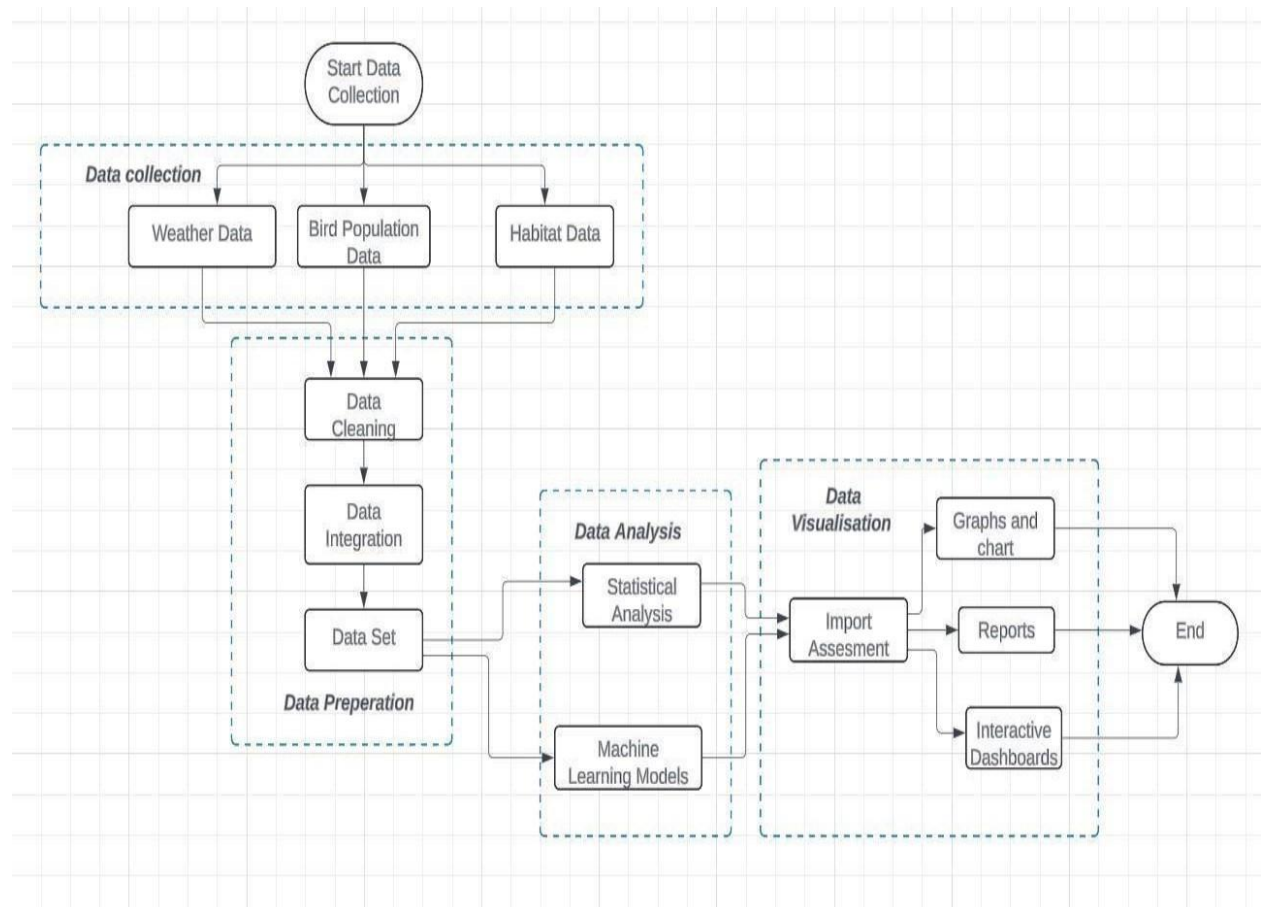 Start Data
Collection
Data collection
Weather Data
Bird Population
Data
Habitat Data
Data
Cleaning
Data
Integration
Data Set
Data Preperation
Data Analysis
Statistical
Analysis
Machine
Learning Models
Data
Visualisation
Import
Assesment
Graphs and
chart
Reports
Interactive
Dashboards
End